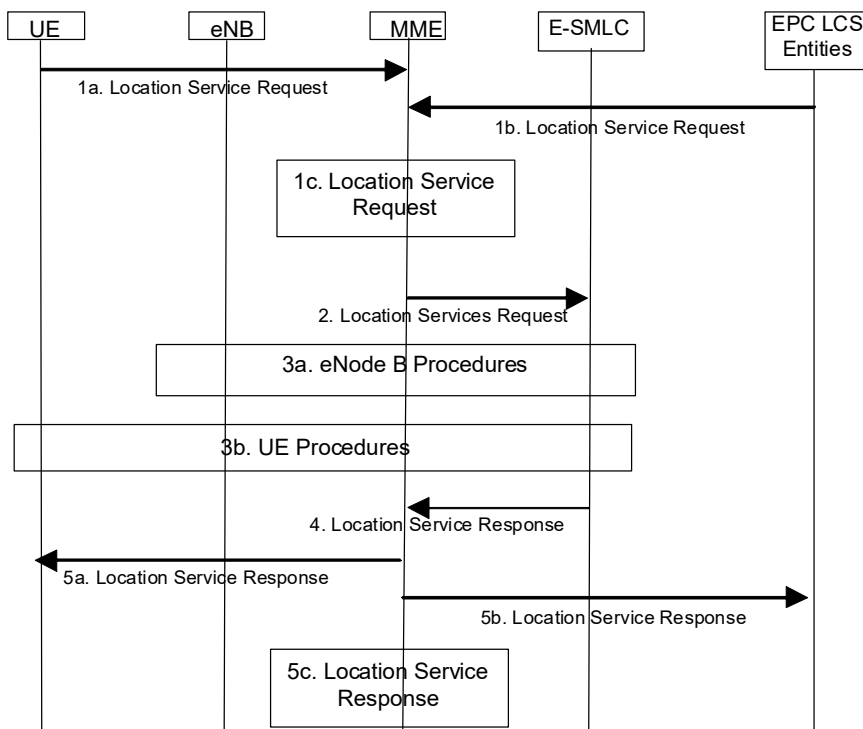 UE
eNB
MME
E-SMLC
EPC LCS
Entities
1a. Location Service Request
1b. Location Service Request
1c. Location Service
Request
2. Location Services Request
3a. eNode B Procedures
3b. UE Procedures
4. Location Service Response
5a. Location Service Response
5b. Location Service Response
5c. Location Service
Response